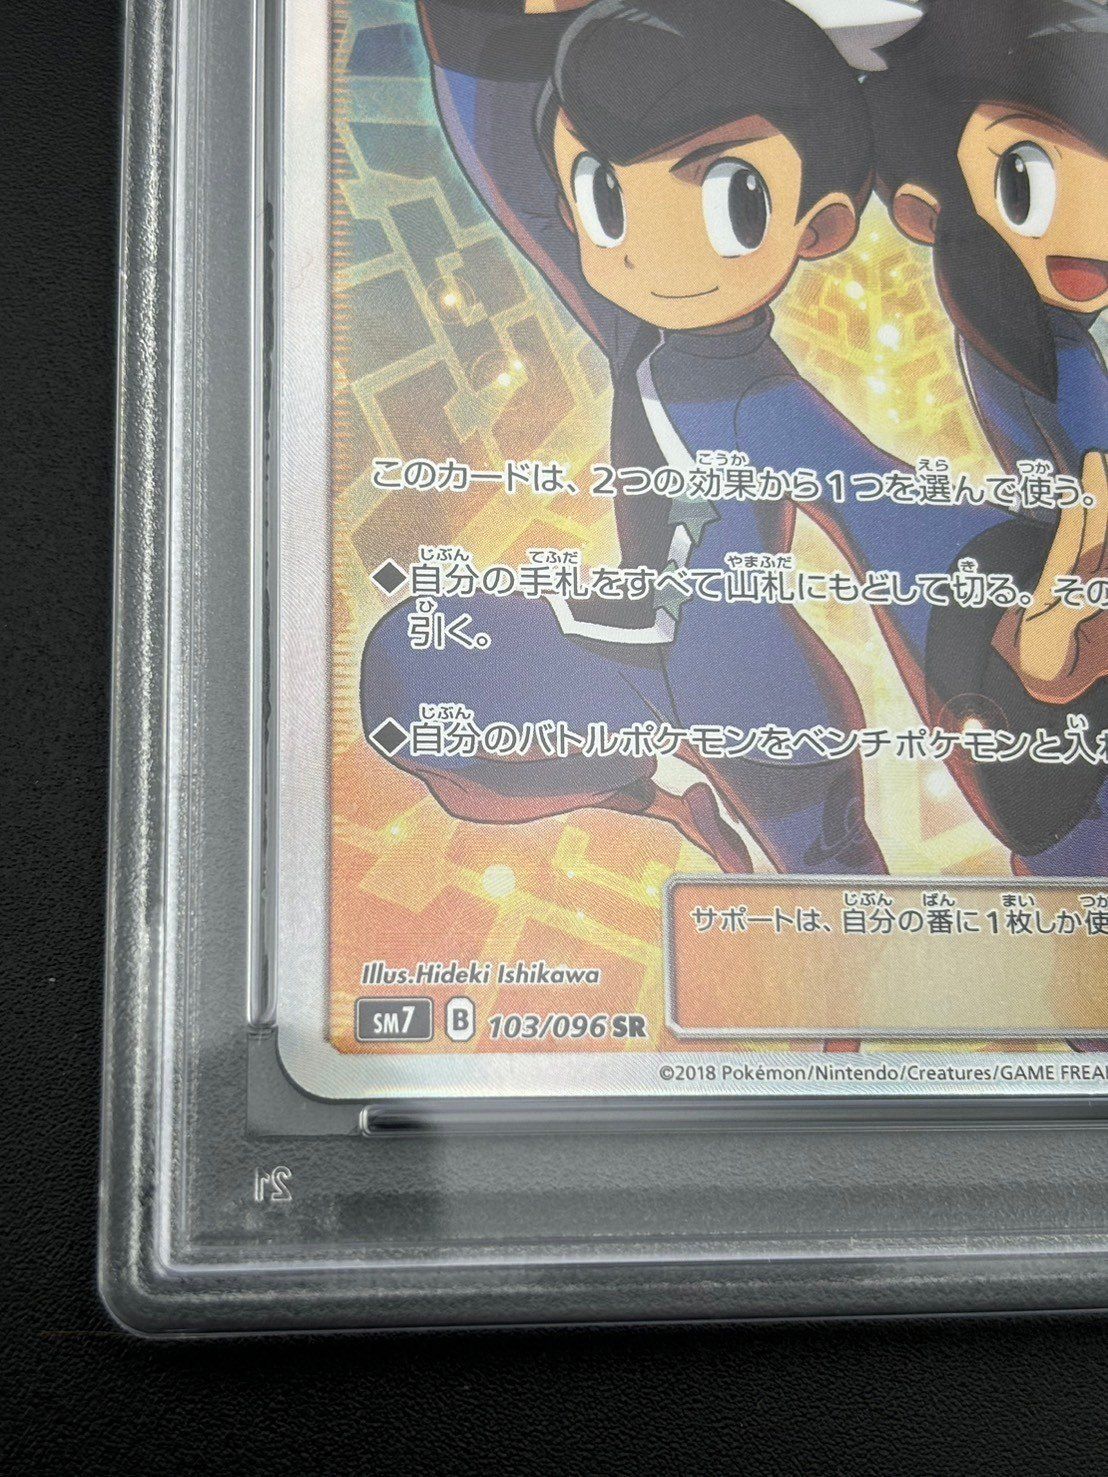 このカードは、2つの効果から1つを選んで使う。
◆自分の手札をすべて山札にもどして切る。その
引く。
◆自分のバトルポケモンをベンチポケモンと入れ
サポートは、自分の番に1枚しか使
Illus.Hideki Ishikawa
SM7 B 103/096 SR
©2018 Pokémon/Nintendo/Creatures/GAME FREAK
21